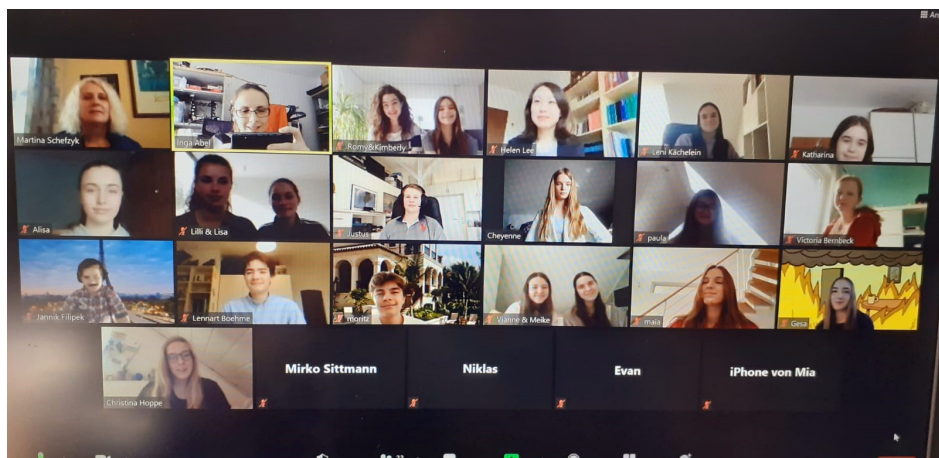 Martina Schefzyk
Inga Abel
Romy&Kimberly
Helen Lee
Leni Kächelein
Katharina
Alisa
Lilli & Lisa
Justus
Cheyenne
paula
Victoria Bernbeck
Jannik Filipek
Lennart Boehme
moritz
Vianne & Meike
maia
Gesa
Christina Hoppe
Mirko Sittmann
Niklas
Evan
iPhone von Mia